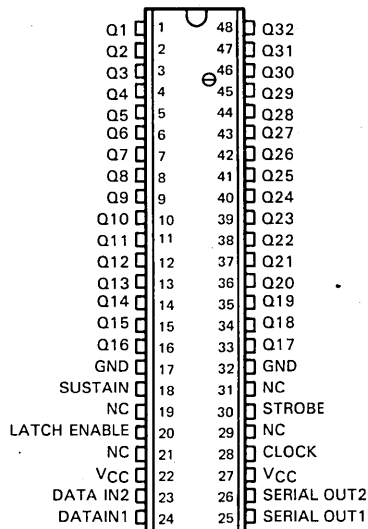 Q1 1 48 Q32
Q2 2 47 Q31
Q3 3 46 Q30
Q4 4 45 Q29
Q5 5 44 Q28
Q6 6 43 Q27
Q7 7 42 Q26
Q8 8 41 Q25
Q9 9 40 Q24
Q10 10 39 Q23
Q11 11 38 Q22
Q12 12 37 Q21
Q13 13 36 Q20
Q14 14 35 Q19
Q15 15 34 Q18
Q16 16 33 Q17
GND 17 32 GND
SUSTAIN 18 31 NC
NC 19 30 STROBE
LATCH ENABLE 20 29 NC
NC 21 28 CLOCK
VCC 22 27 VCC
DATA IN2 23 26 SERIAL OUT2
DATAIN1 24 25 SERIAL OUT1